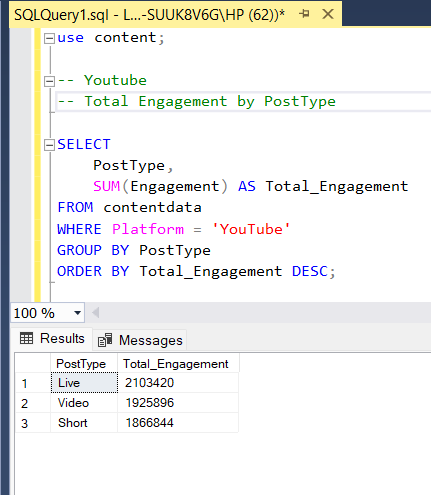 SQLQuery1.sql - L...-SUUK8V6G\HP (62))*
use content;
-- Youtube
-- Total Engagement by PostType
SELECT
PostType,
SUM(Engagement) AS Total_Engagement
FROM contentdata
WHERE Platform = 'YouTube'
GROUP BY PostType
ORDER BY Total_Engagement DESC;
100 %
Results Messages
PostType Total_Engagement
1 Live 2103420
2 Video 1925896
3 Short 1866844